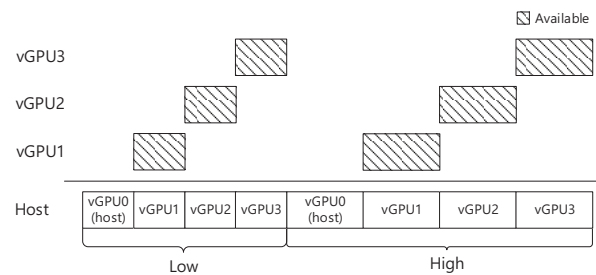 Available
vGPU3
vGPU2
vGPU1
Host
vGPU0
(host)
vGPU1
vGPU2
vGPU3
vGPU0
(host)
vGPU1
vGPU2
vGPU3
Low
High